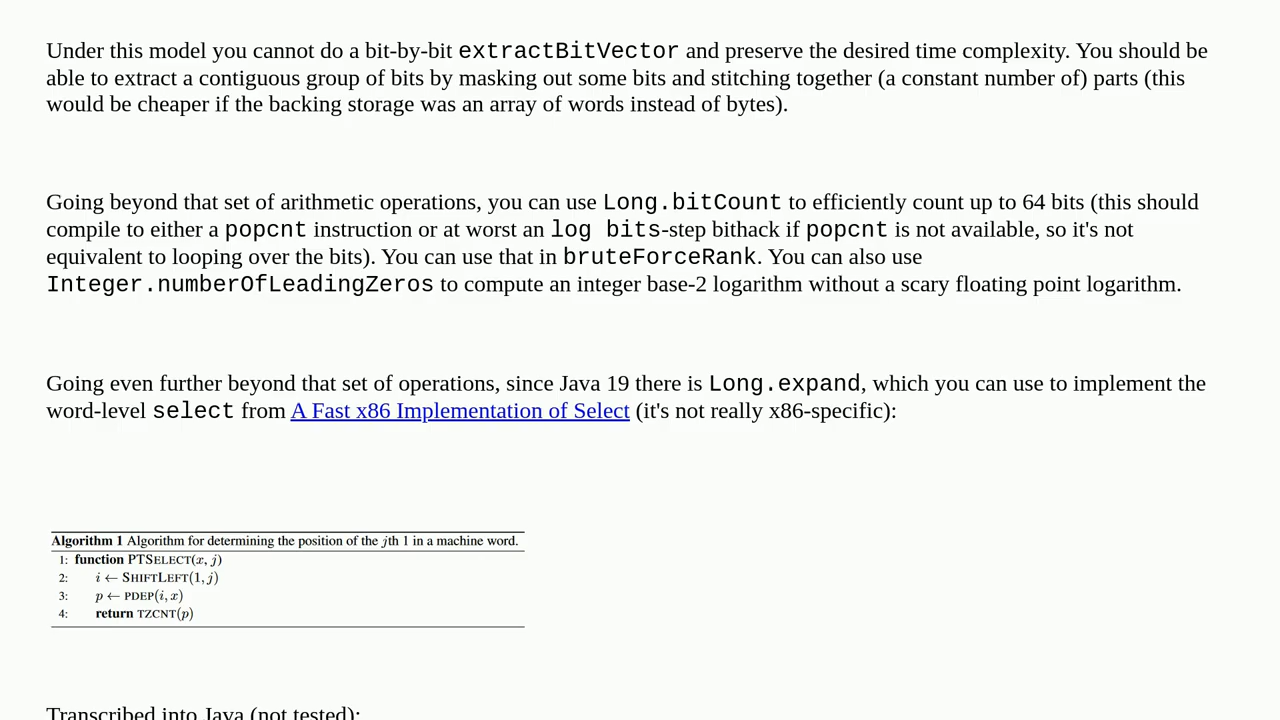 Under this model you cannot do a bit-by-bit extractBitVector and preserve the desired time complexity. You should be
able to extract a contiguous group of bits by masking out some bits and stitching together (a constant number of) parts (this
would be cheaper if the backing storage was an array of words instead of bytes).
Going beyond that set of arithmetic operations, you can use Long.bitCount to efficiently count up to 64 bits (this should
compile to either a popcnt instruction or at worst an log bits-step bithack if popcnt is not available, so it's not
equivalent to looping over the bits). You can use that in bruteForceRank. You can also use
Integer.numberOfLeadingZeros to compute an integer base-2 logarithm without a scary floating point logarithm.
Going even further beyond that set of operations, since Java 19 there is Long.expand, which you can use to implement the
word-level select from A Fast x86 Implementation of Select (it's not really x86-specific):
Algorithm 1 Algorithm for determining the position of the jth 1 in a machine word.
1: function PTSELECT(x, j)
2: i ← SHIFTLEFT(1, j)
3: p ← PDEP(i, x)
4: return TZCNT(p)
Transcribed into Java (not tested):